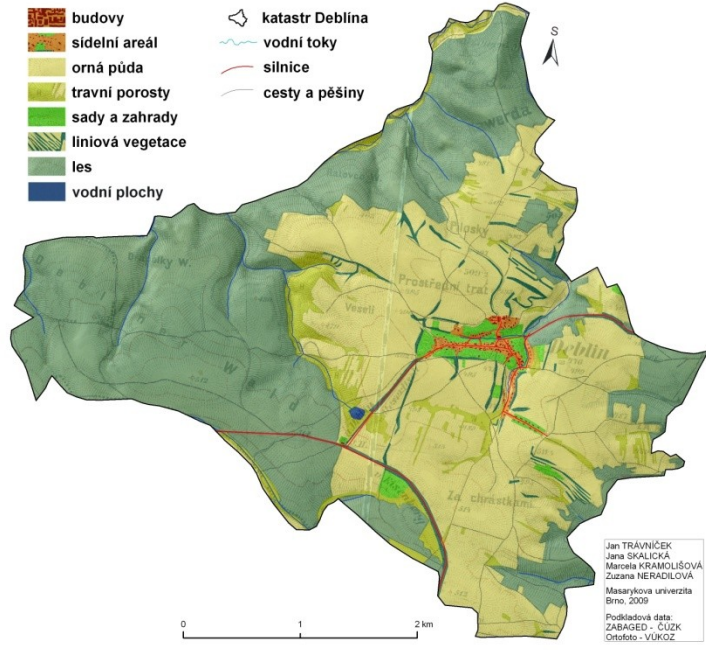 budovy
sídelní areál
orná půda
travní porosty
sady a zahrady
liniová vegetace
les
vodní plochy
katastr Deblína
vodní toky
silnice
cesty a pěšiny
S
Prostřední trať
Veselí
Deblín
Wald
Za chrástkami
0 1 2 km
Jan TRÁVNÍČEK
Jana SKALICKÁ
Marcela KRAMOLIŠOVÁ
Zuzana NERADILOVÁ
Masarykova univerzita
Brno, 2009
Podkladová data:
ZABAGED - ČÚZK
Ortofoto - VÚKOZ